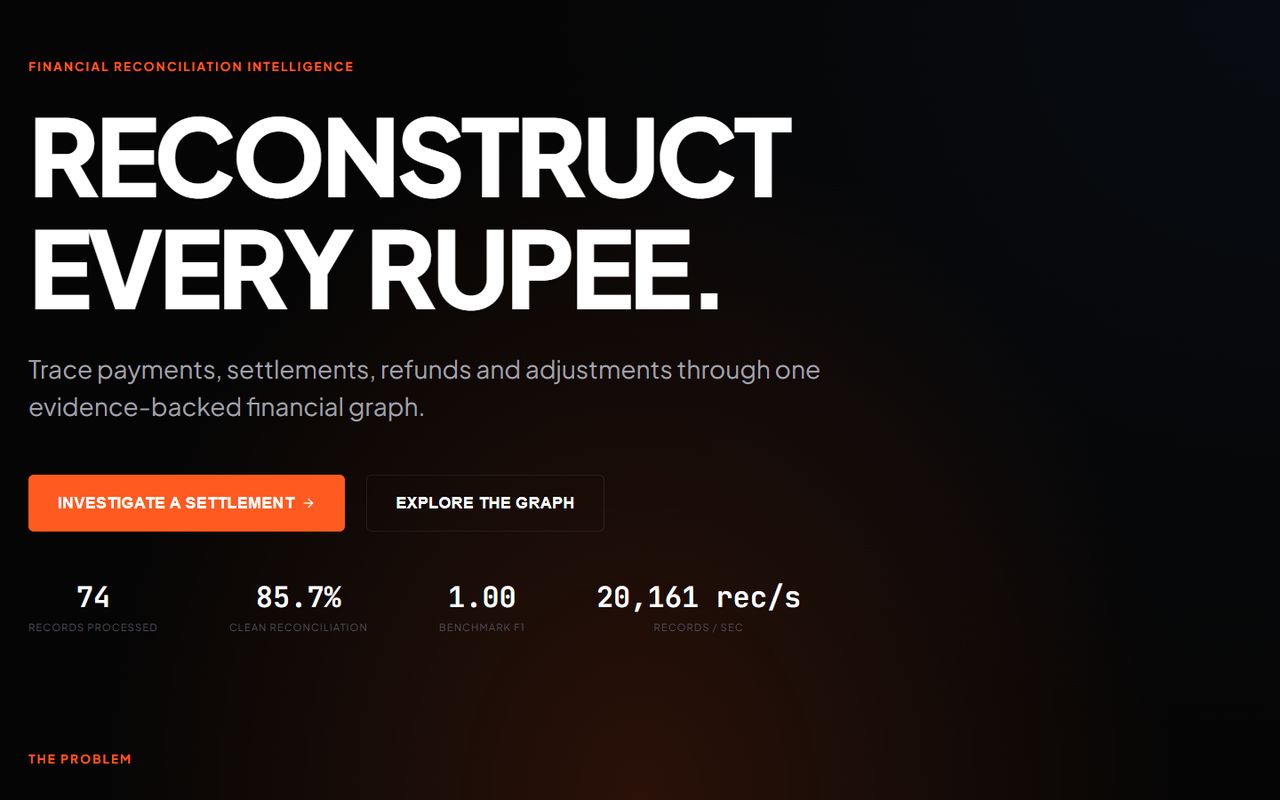 FINANCIAL RECONCILIATION INTELLIGENCE
RECONSTRUCT
EVERY RUPEE.
Trace payments, settlements, refunds and adjustments through one
evidence-backed financial graph.
INVESTIGATE A SETTLEMENT →
EXPLORE THE GRAPH
74
RECORDS PROCESSED
85.7%
CLEAN RECONCILIATION
1.00
BENCHMARK F1
20,161 rec/s
RECORDS / SEC
THE PROBLEM